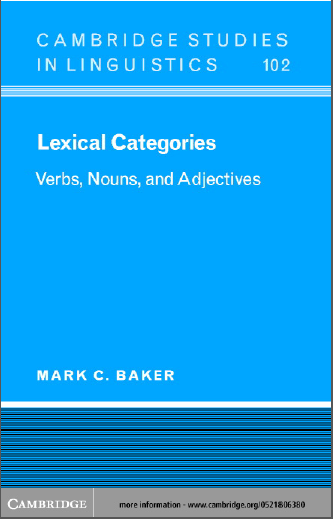 CAMBRIDGE STUDIES
IN LINGUISTICS 102
Lexical Categories
Verbs, Nouns, and Adjectives
MARK C. BAKER
CAMBRIDGE
more information - www.cambridge.org/0521806380